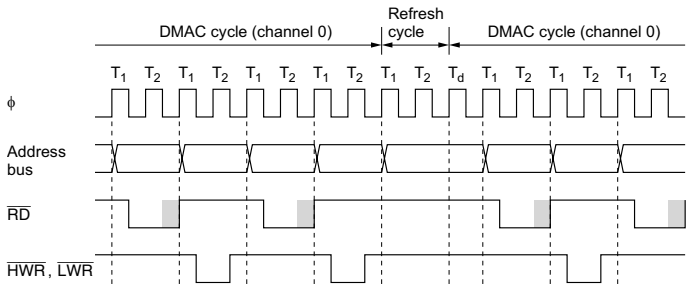 Refresh
DMAC cycle (channel 0) cycle DMAC cycle (channel 0)
T1 T2 T1 T2 T1 T2 T1 T2 T1 T2 Td T1 T2 T1 T2 T1 T2
ϕ
Address
bus
RD
HWR, LWR